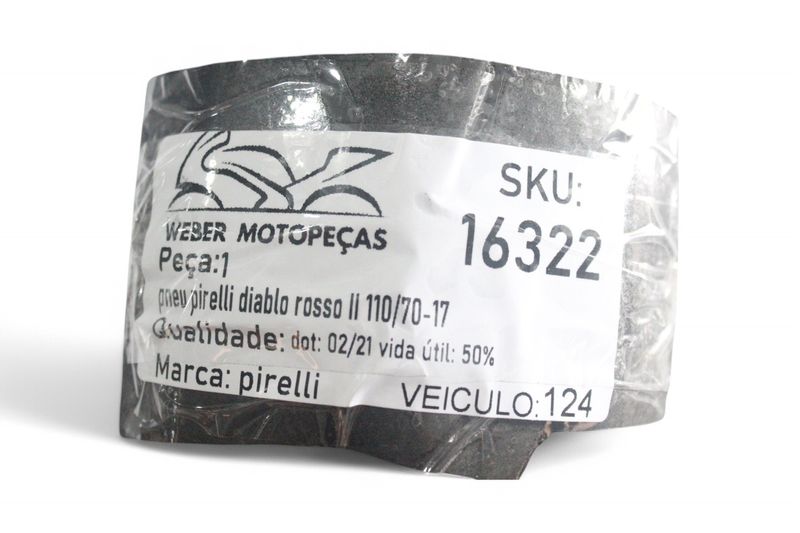 WEBER MOTOPEÇAS
SKU:
16322
Peça:1
pneu pirelli diablo rosso II 110/70-17
Qualidade: dot: 02/21 vida útil: 50%
Marca: pirelli
VEICULO:124